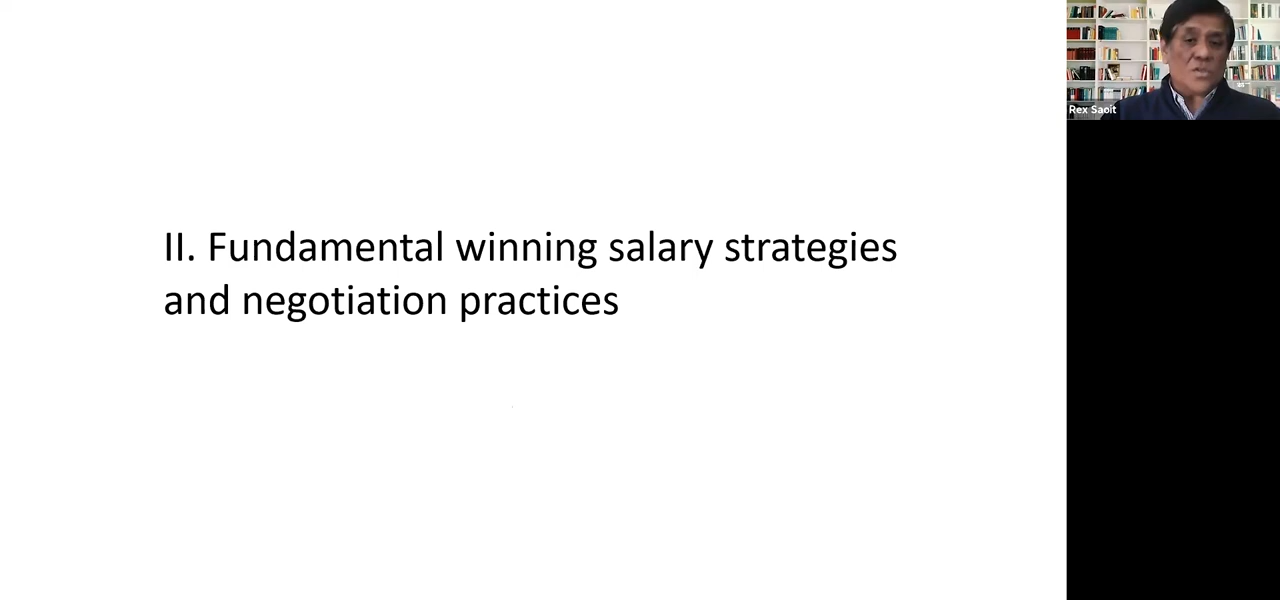 II. Fundamental winning salary strategies
and negotiation practices
Rex Saoit